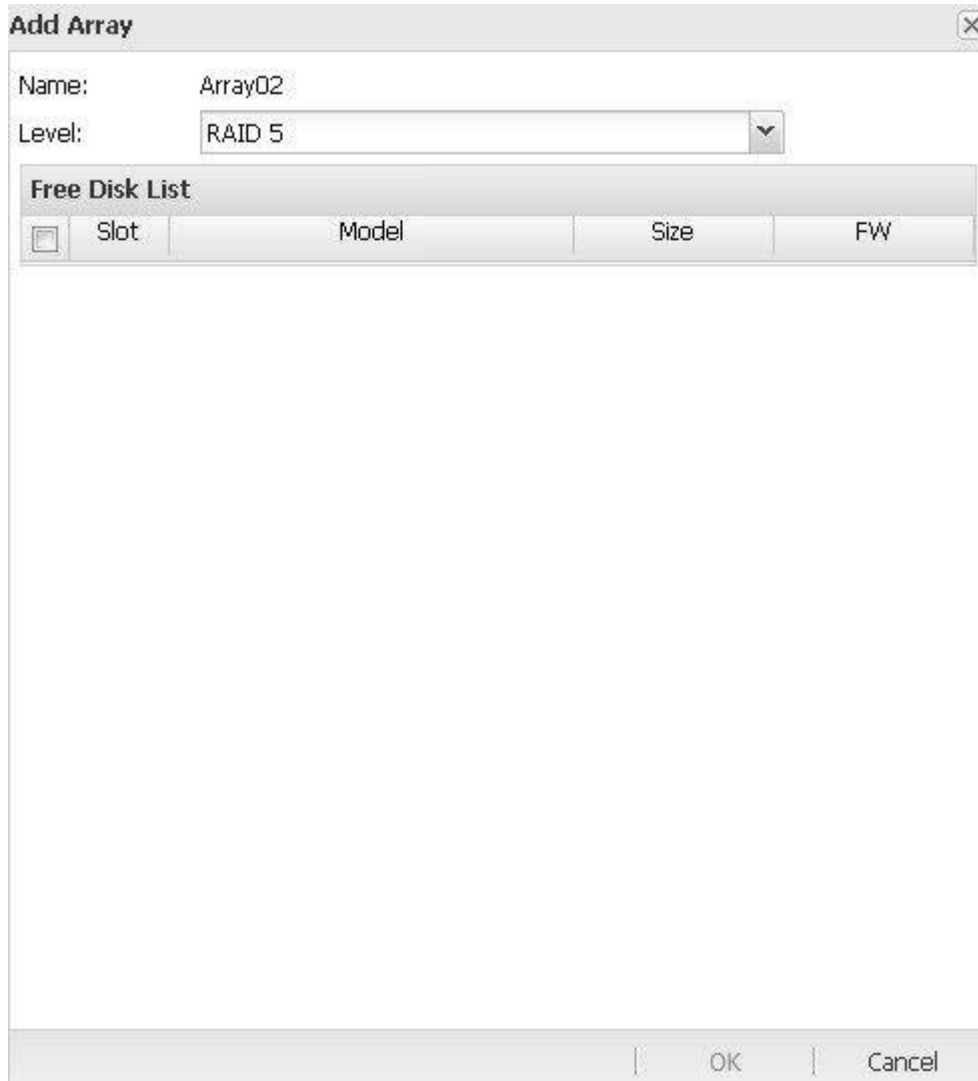 Add Array
Name: Array02
Level: RAID 5
Free Disk List
Slot Model Size FW
OK Cancel